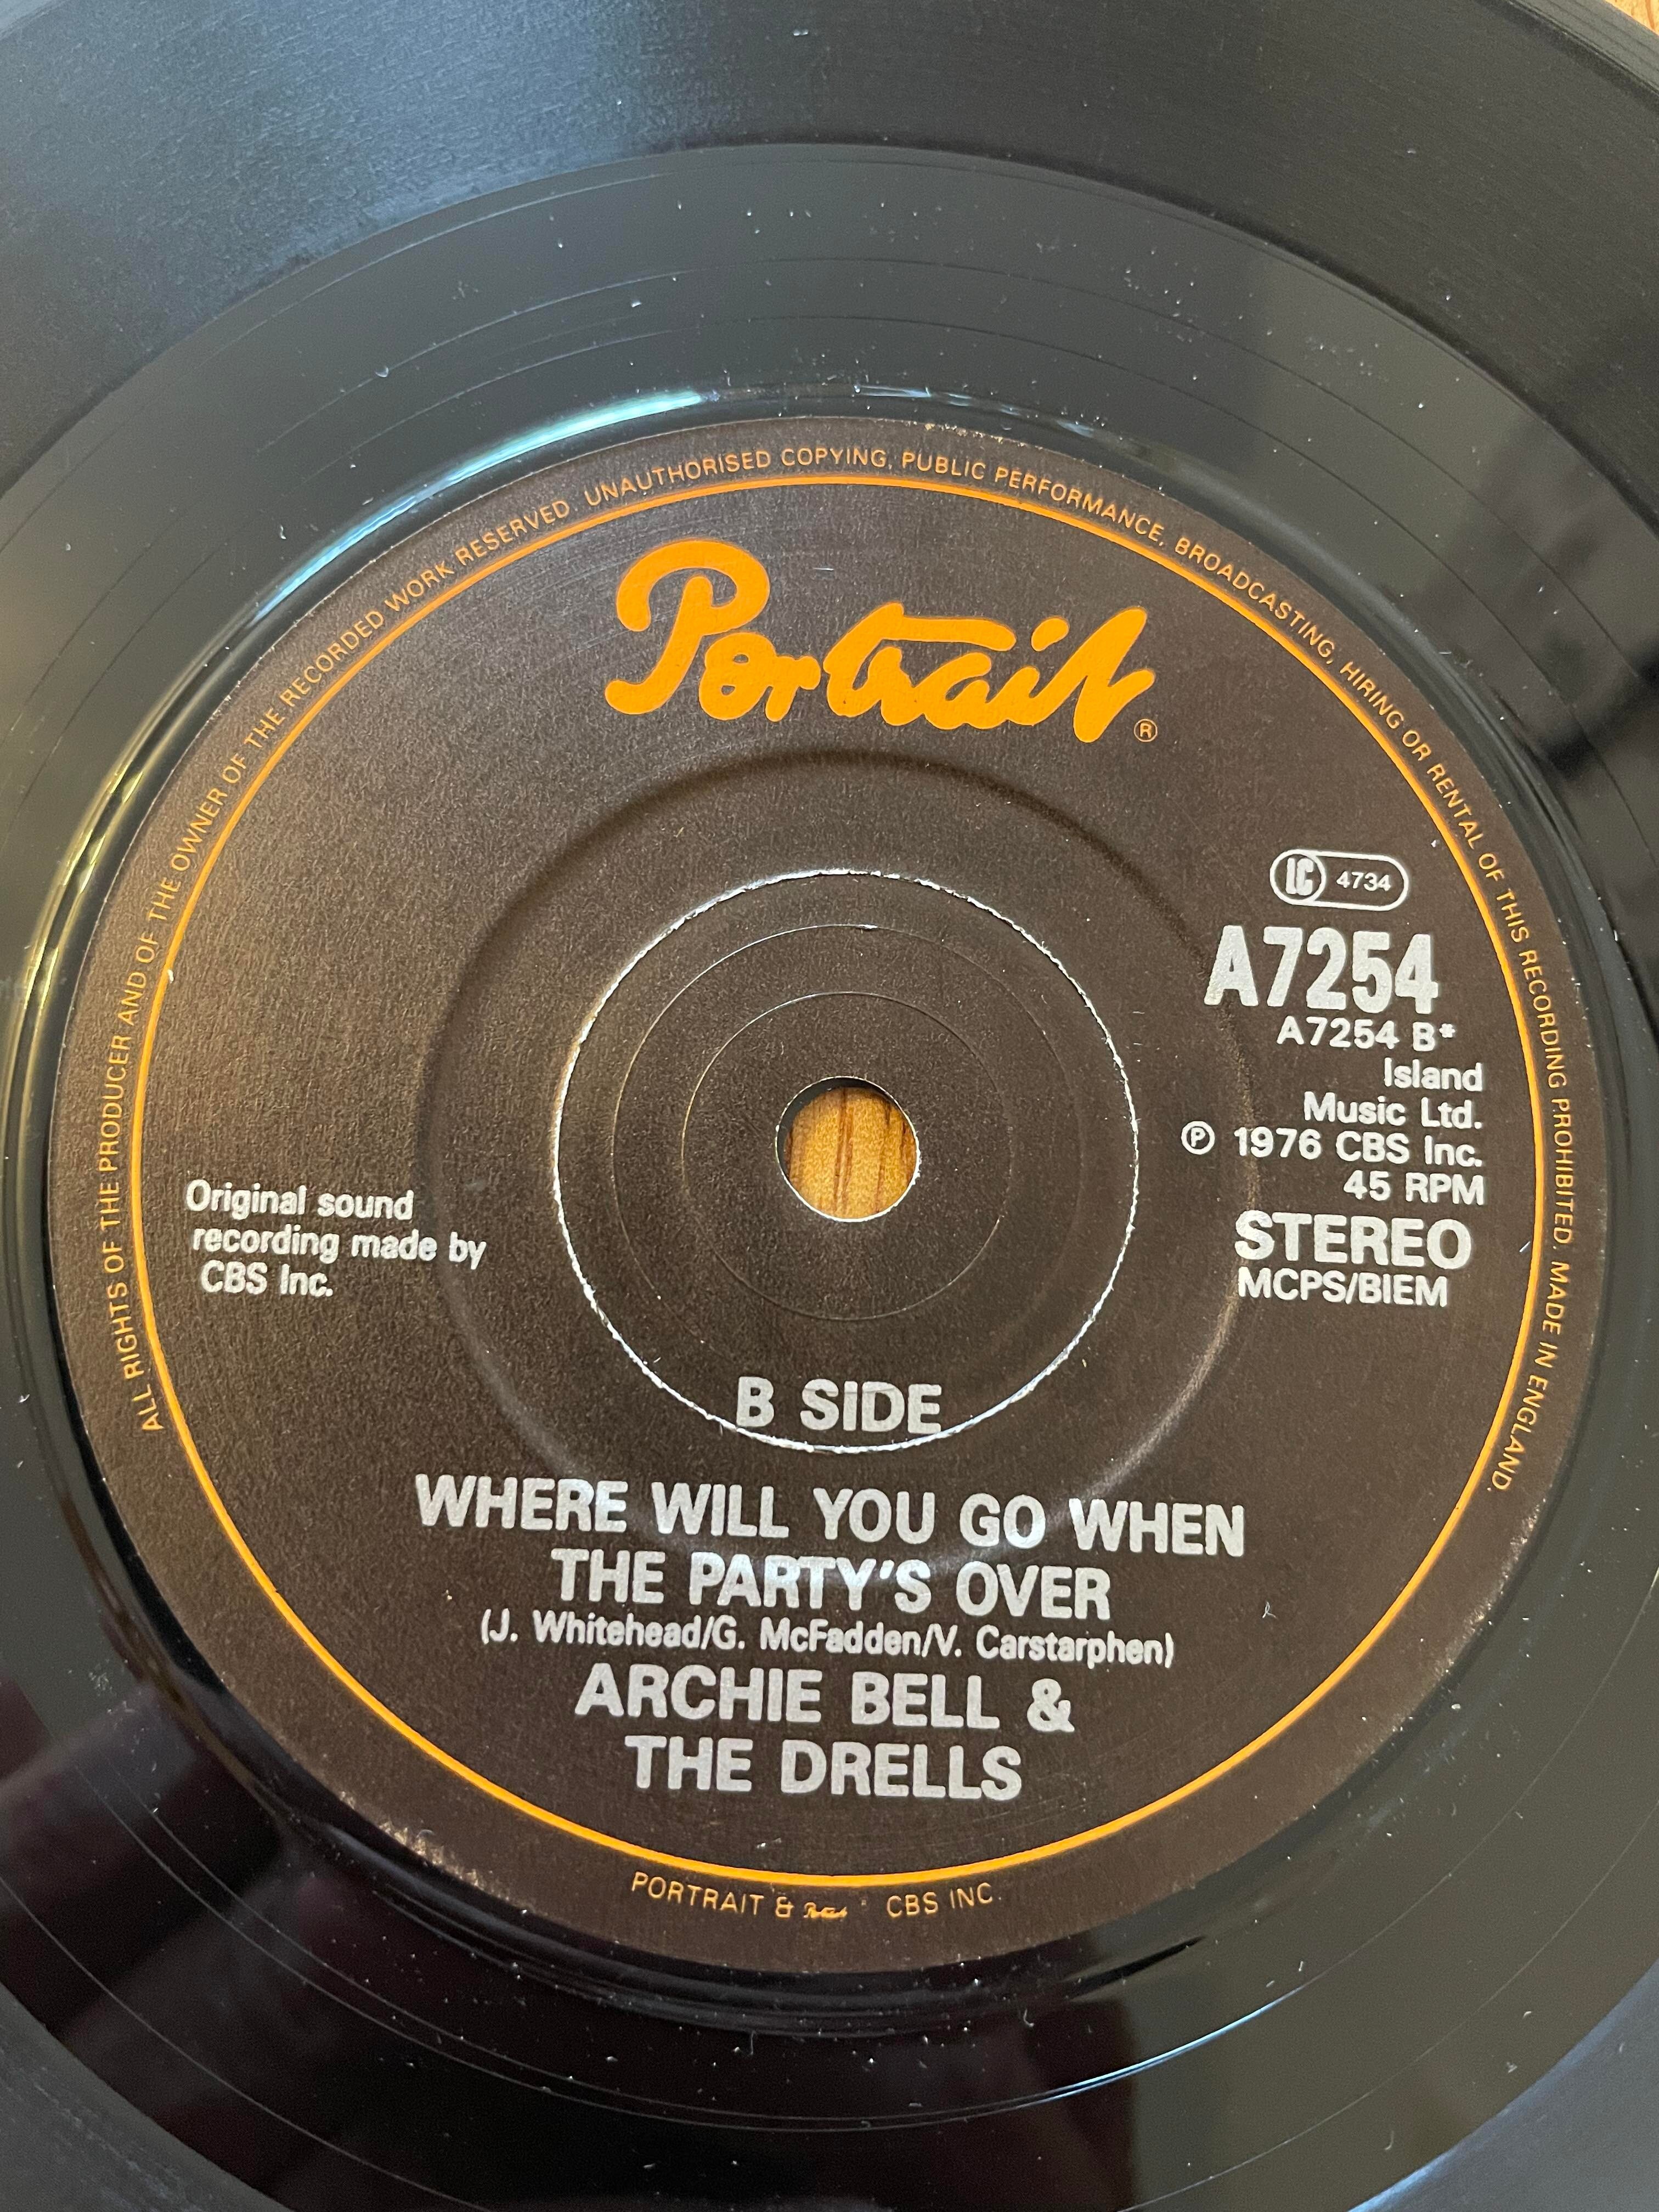 ALL RIGHTS OF THE PRODUCER AND OF THE OWNER OF THE RECORDED WORK RESERVED. UNAUTHORISED COPYING, PUBLIC PERFORMANCE, BROADCASTING, HIRING OR RENTAL OF THIS RECORDING PROHIBITED. MADE IN ENGLAND.
Portrait®
LC 4734
A7254
A7254 B*
Island
Music Ltd.
℗ 1976 CBS Inc.
45 RPM
STEREO
MCPS/BIEM
Original sound
recording made by
CBS Inc.
B SIDE
WHERE WILL YOU GO WHEN
THE PARTY'S OVER
(J. Whitehead/G. McFadden/V. Carstarphen)
ARCHIE BELL &
THE DRELLS
PORTRAIT & Portrait CBS INC.